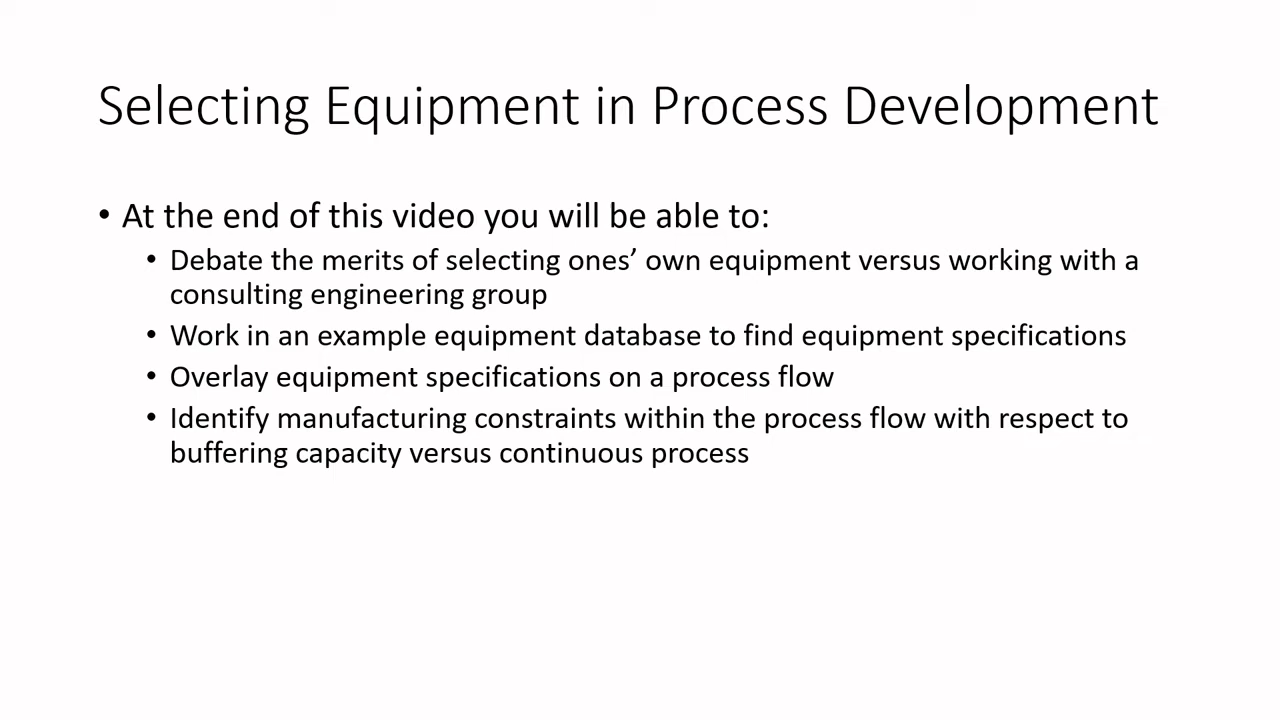 Selecting Equipment in Process Development
• At the end of this video you will be able to:
• Debate the merits of selecting ones’ own equipment versus working with a
consulting engineering group
• Work in an example equipment database to find equipment specifications
• Overlay equipment specifications on a process flow
• Identify manufacturing constraints within the process flow with respect to
buffering capacity versus continuous process